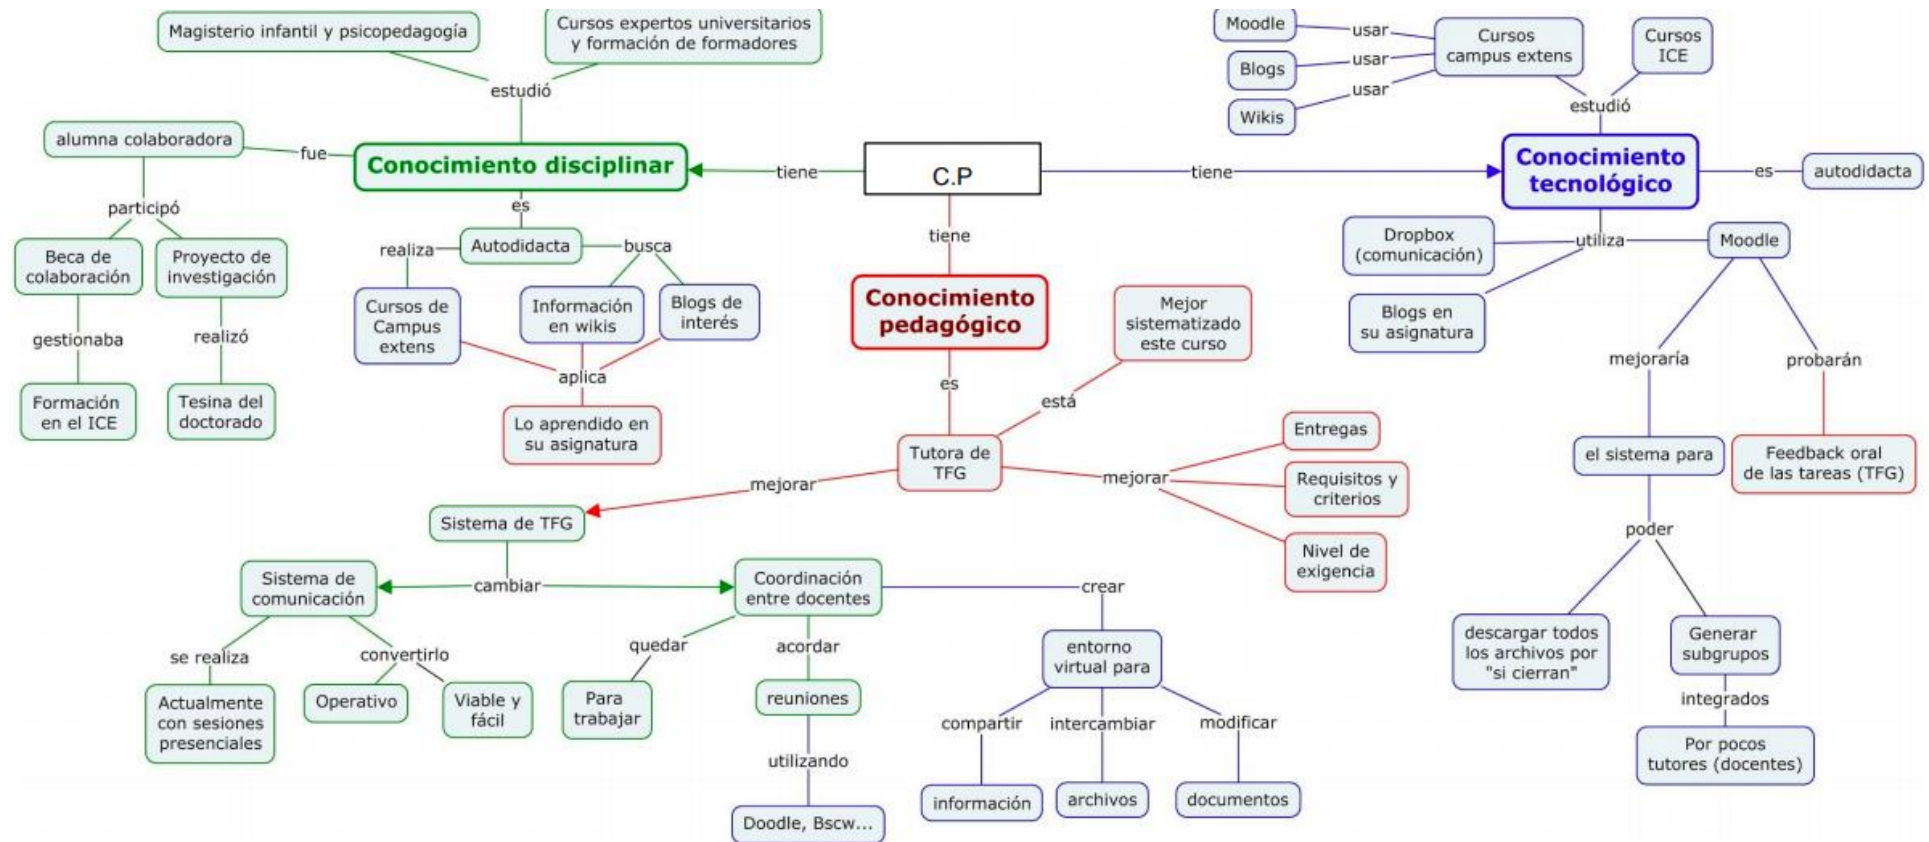 Magisterio infantil y psicopedagogía
Cursos expertos universitarios
y formación de formadores
estudió
alumna colaboradora
fue
Conocimiento disciplinar
tiene
C.P
tiene
Conocimiento
tecnológico
es
autodidacta
Moodle
usar
Blogs
usar
Wikis
usar
Cursos
campus extens
Cursos
ICE
estudió
participó
Beca de
colaboración
Proyecto de
investigación
gestionaba
realizó
Formación
en el ICE
Tesina del
doctorado
es
Autodidacta
realiza
busca
Cursos de
Campus
extens
Información
en wikis
Blogs de
interés
aplica
Lo aprendido en
su asignatura
tiene
Conocimiento
pedagógico
es
Mejor
sistematizado
este curso
está
Tutora de
TFG
mejorar
Entregas
Requisitos y
criterios
Nivel de
exigencia
mejorar
Sistema de TFG
cambiar
Sistema de
comunicación
se realiza
convertirlo
Actualmente
con sesiones
presenciales
Operativo
Viable y
fácil
Coordinación
entre docentes
quedar
acordar
crear
Para
trabajar
reuniones
utilizando
Doodle, Bscw...
entorno
virtual para
compartir
intercambiar
modificar
información
archivos
documentos
utiliza
Dropbox
(comunicación)
Blogs en
su asignatura
Moodle
mejoraría
probarán
el sistema para
Feedback oral
de las tareas (TFG)
poder
descargar todos
los archivos por
"si cierran"
Generar
subgrupos
integrados
Por pocos
tutores (docentes)